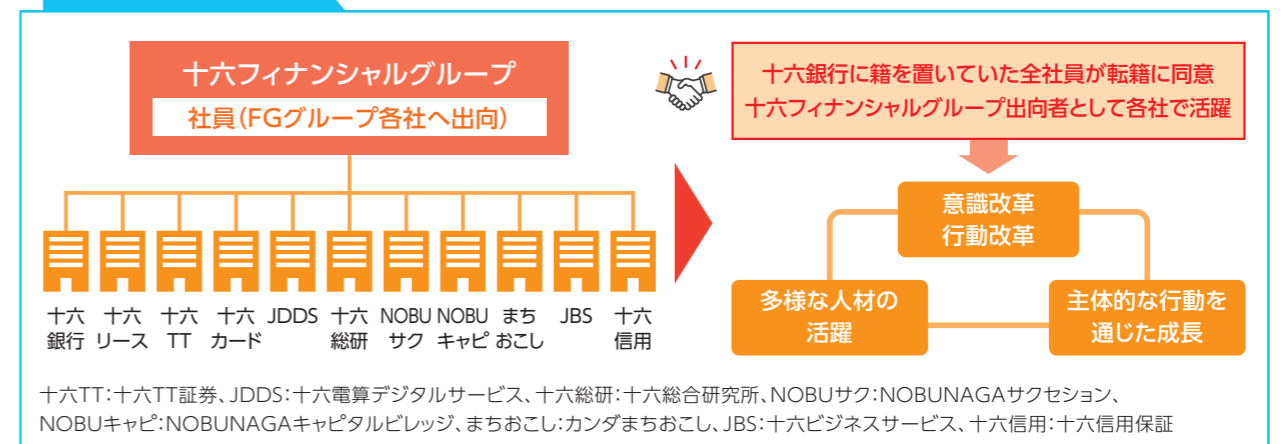 十六フィナンシャルグループ
社員(FGグループ各社へ出向)
十六銀行に籍を置いていた全社員が転籍に同意
十六フィナンシャルグループ出向者として各社で活躍
意識改革
行動改革
多様な人材の
活躍
主体的な行動を
通じた成長
十六
銀行
十六
リース
十六
TT
十六
カード
JDDS
十六
総研
NOBU
サク
NOBU
キャピ
まち
おこし
JBS
十六
信用
十六TT:十六TT証券、JDDS:十六電算デジタルサービス、十六総研:十六総合研究所、NOBUサク:NOBUNAGAサクセション、
NOBUキャピ:NOBUNAGAキャピタルビレッジ、まちおこし:カンダまちおこし、JBS:十六ビジネスサービス、十六信用:十六信用保証